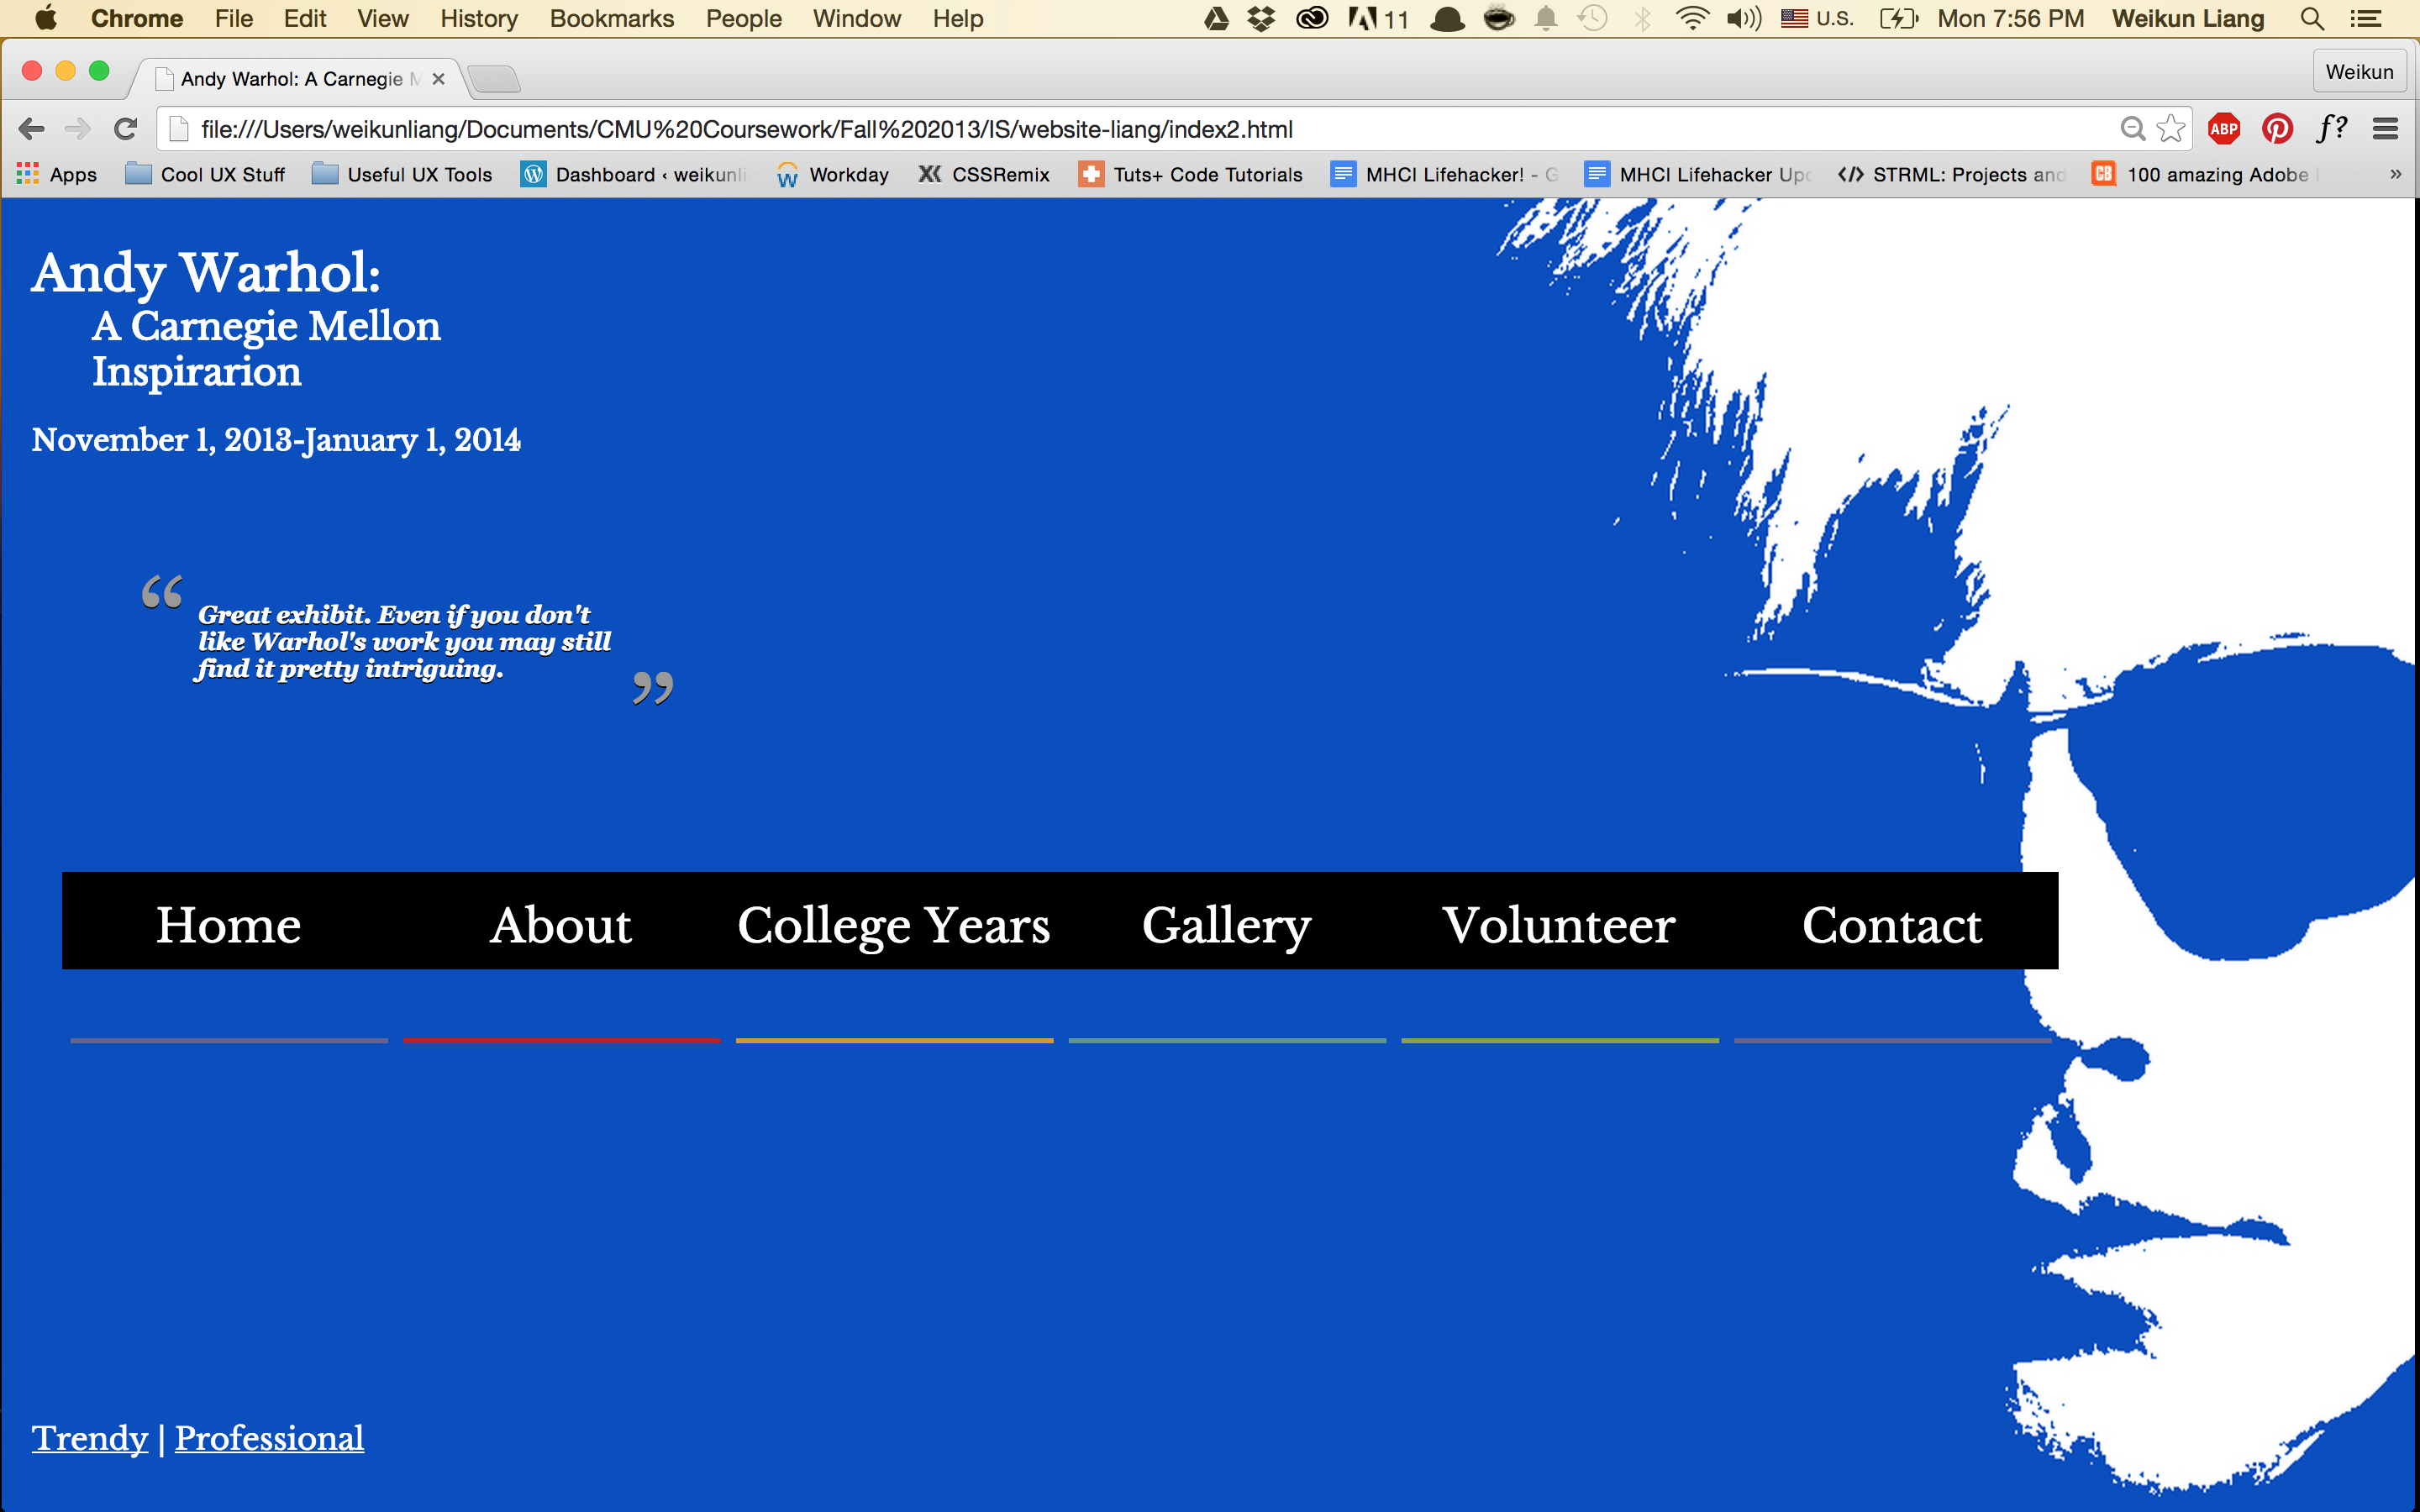 Chrome File Edit View History Bookmarks People Window Help 11 U.S. Mon 7:56 PM Weikun Liang
Andy Warhol: A Carnegie M Weikun
file:///Users/weikunliang/Documents/CMU%20Coursework/Fall%202013/IS/website-liang/index2.html ABP f?
Apps Cool UX Stuff Useful UX Tools Dashboard ‹ weikunli Workday CSSRemix Tuts+ Code Tutorials MHCI Lifehacker! - G MHCI Lifehacker Upd </> STRML: Projects and CB 100 amazing Adobe »
Andy Warhol:
A Carnegie Mellon
Inspirarion
November 1, 2013-January 1, 2014
“ Great exhibit. Even if you don't
like Warhol's work you may still
find it pretty intriguing. ”
Home About College Years Gallery Volunteer Contact
Trendy | Professional